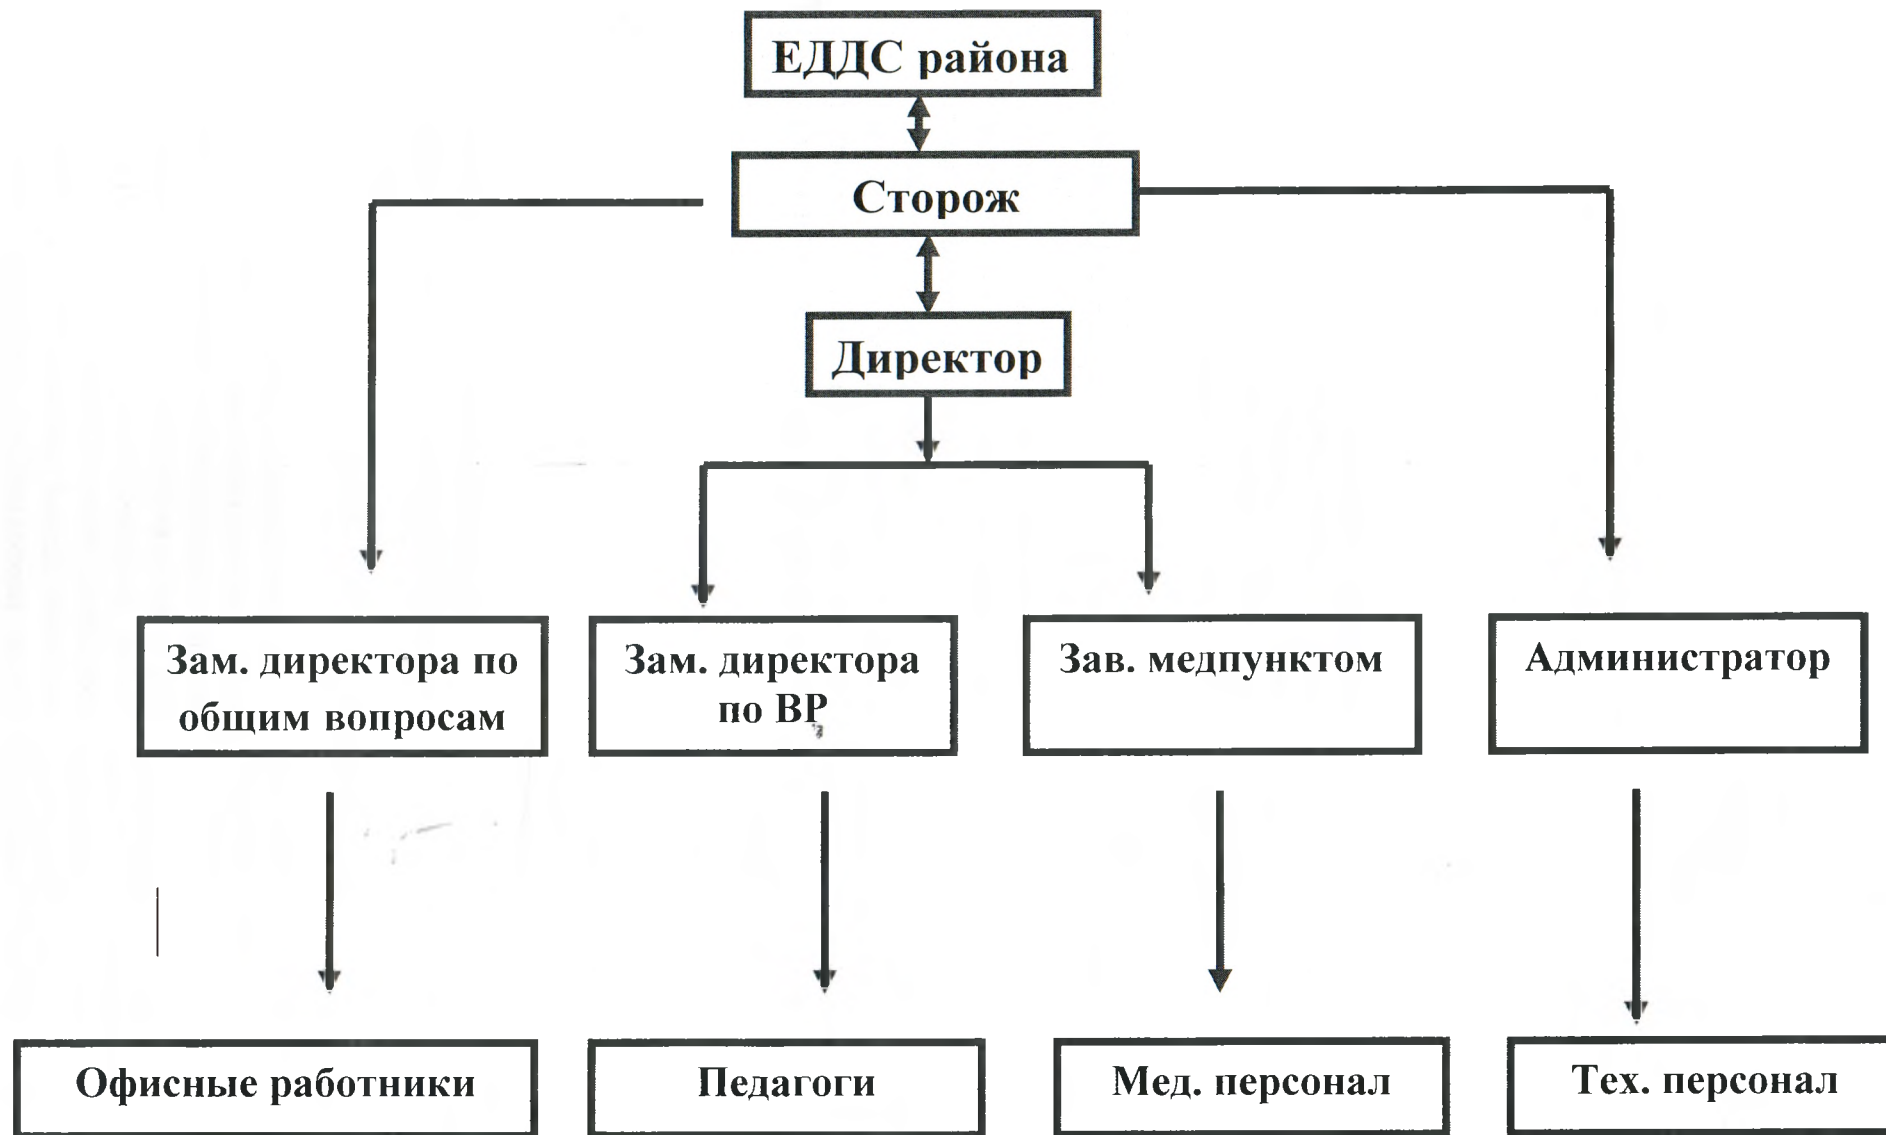 ЕДДС района
Сторож
Директор
Зам. директора по
общим вопросам
Зам. директора
по ВР
Зав. медпунктом
Администратор
Офисные работники
Педагоги
Мед. персонал
Тех. персонал